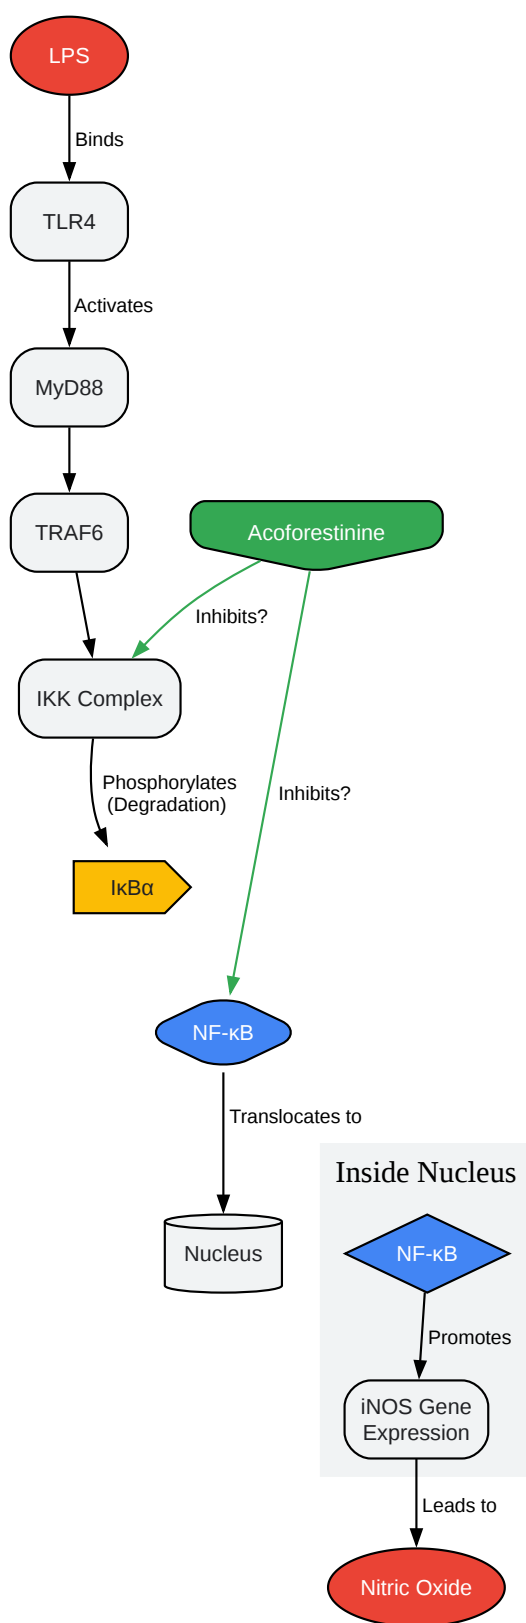 LPS
Binds
TLR4
Activates
MyD88
TRAF6
Acoforestinine
Inhibits?
IKK Complex
Phosphorylates
(Degradation)
Inhibits?
IκBα
NF-κB
Translocates to
Nucleus
Inside Nucleus
NF-κB
Promotes
iNOS Gene
Expression
Leads to
Nitric Oxide